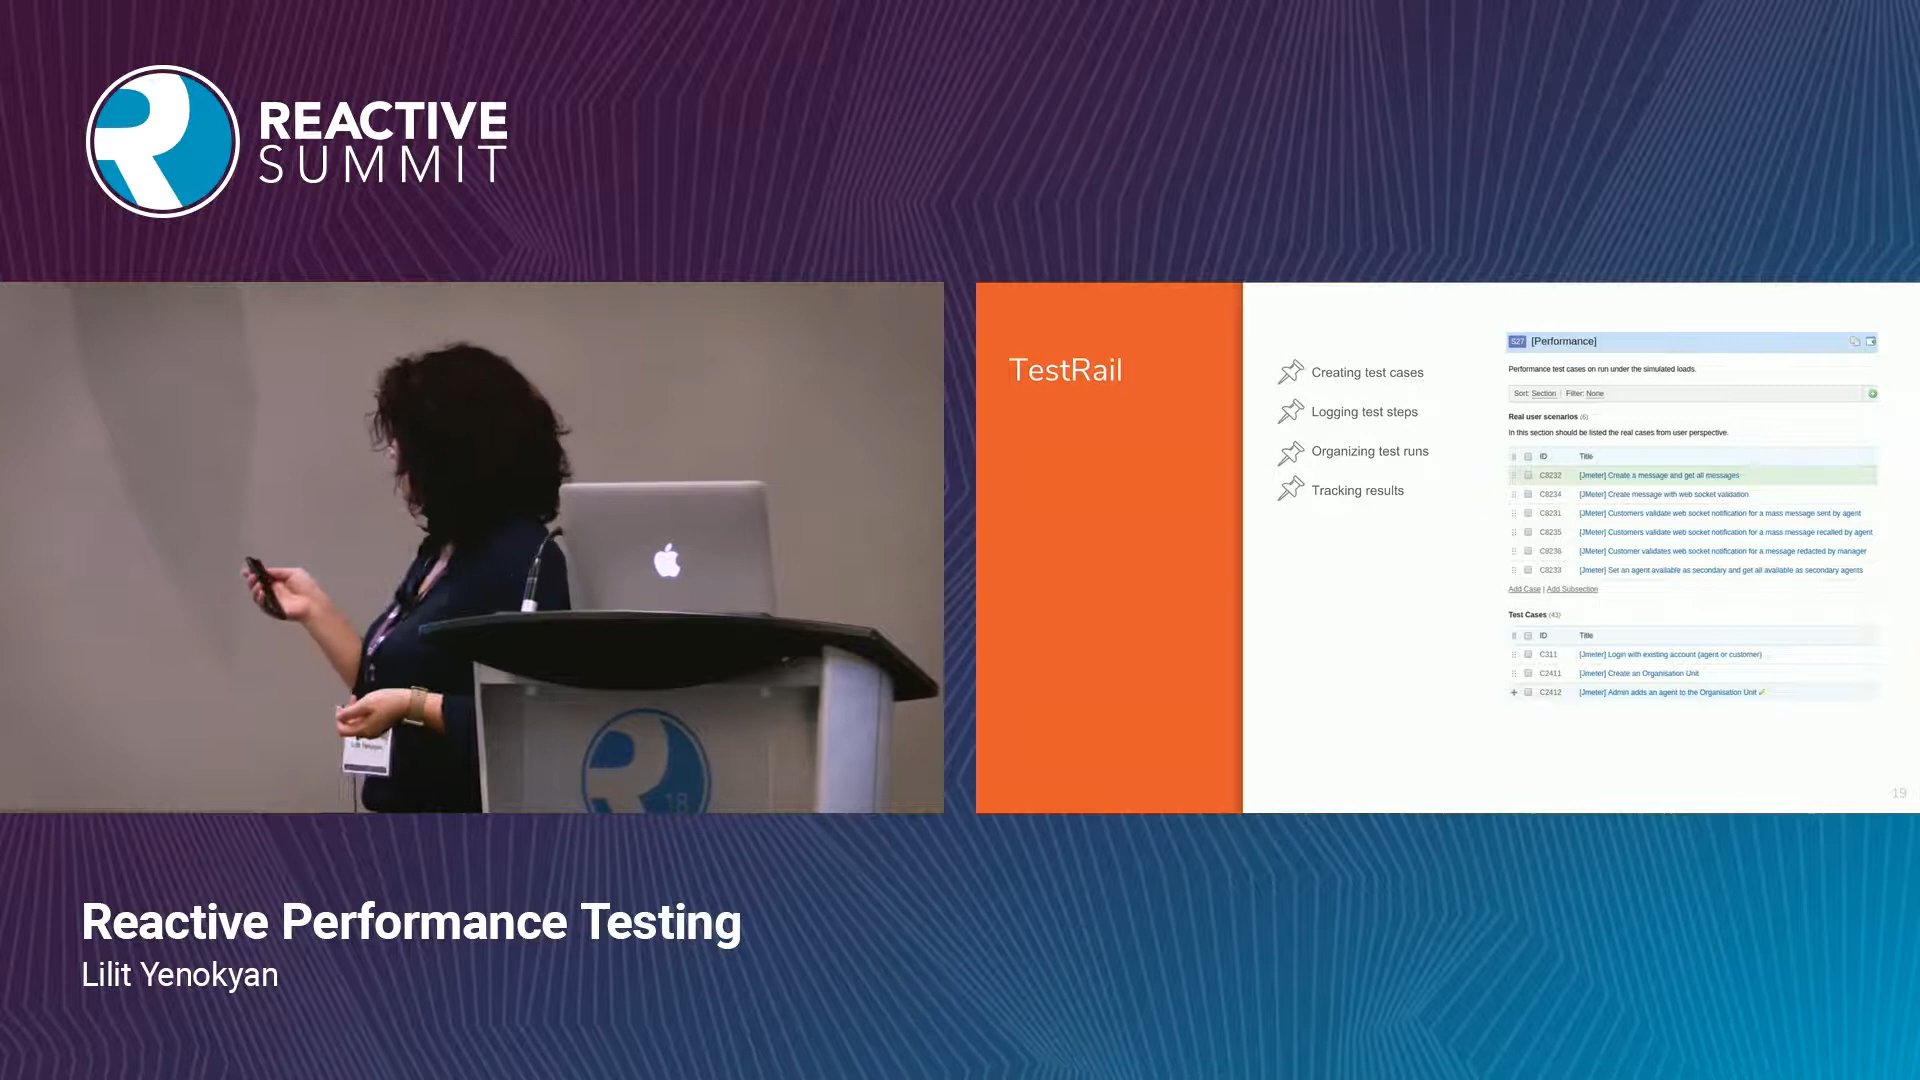 REACTIVE
SUMMIT
TestRail
Creating test cases
Logging test steps
Organizing test runs
Tracking results
S27 [Performance]
Performance test cases on run under the simulated loads.
Sort: Section | Filter: None
Real user scenarios (6)
In this section should be listed the real cases from user perspective.
ID Title
C8232 [Jmeter] Create a message and get all messages
C8234 [JMeter] Create message with web socket validation
C8231 [JMeter] Customers validate web socket notification for a mass message sent by agent
C8235 [JMeter] Customers validate web socket notification for a mass message recalled by agent
C8236 [JMeter] Customer validates web socket notification for a message redacted by manager
C8233 [Jmeter] Set an agent available as secondary and get all available as secondary agents
Add Case | Add Subsection
Test Cases (43)
ID Title
C311 [Jmeter] Login with existing account (agent or customer)
C2411 [Jmeter] Create an Organisation Unit
C2412 [Jmeter] Admin adds an agent to the Organisation Unit
19
Lilit Yenokyan
18
Reactive Performance Testing
Lilit Yenokyan